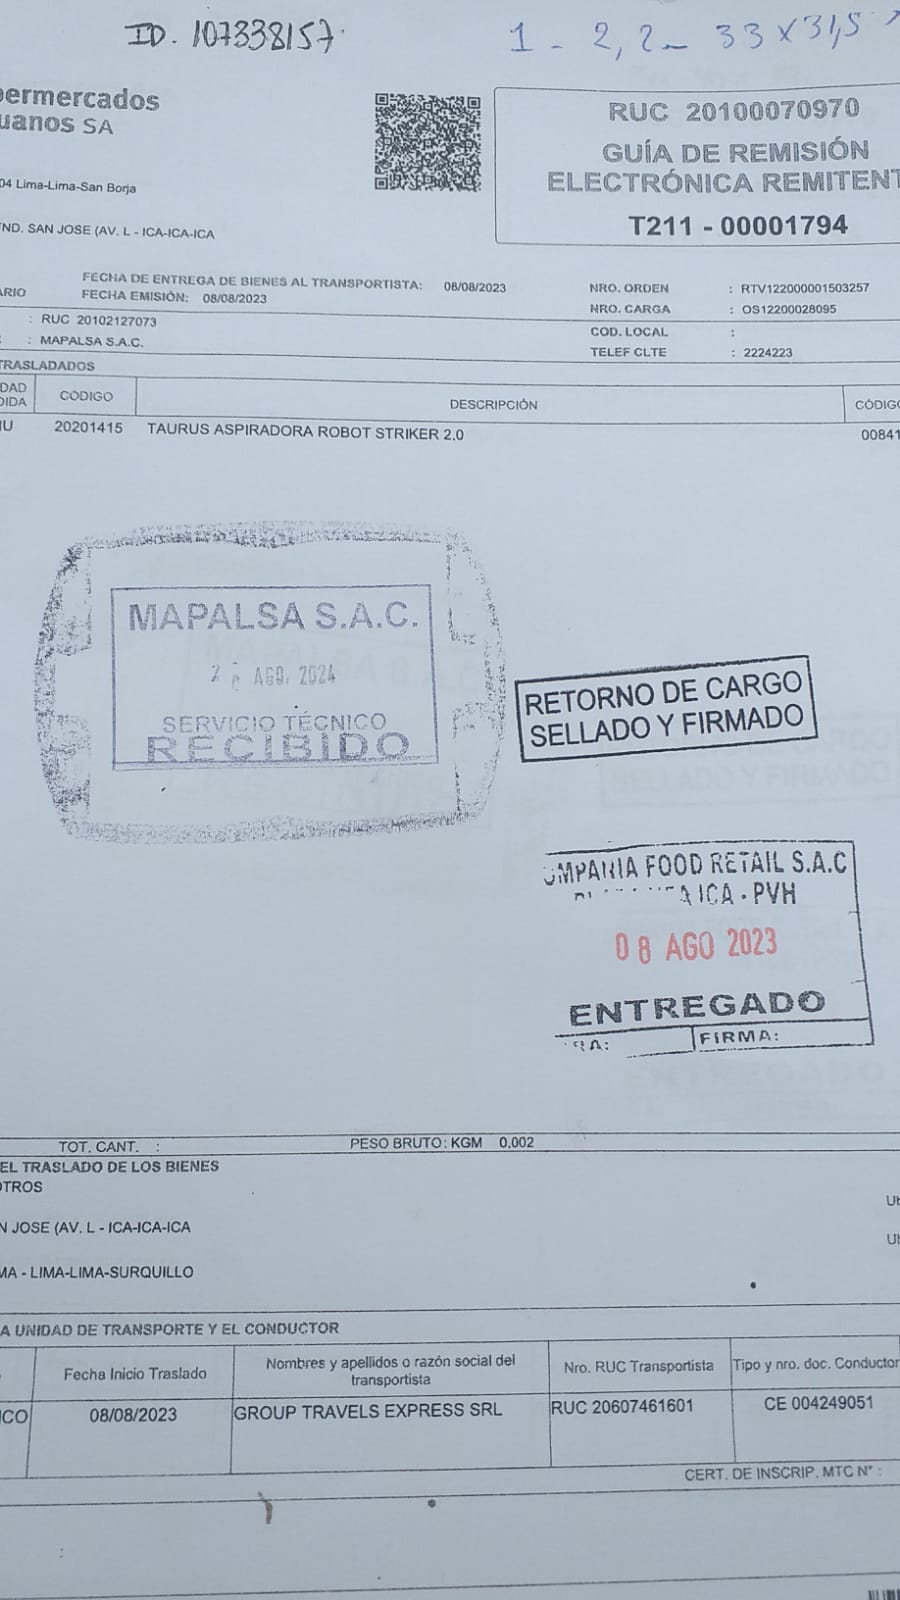 ID. 107338157.
1 - 2,2 - 33 x 31,5
permercados
uanos SA
04 Lima-Lima-San Borja
ND. SAN JOSE (AV. L - ICA-ICA-ICA
RUC 20100070970
GUÍA DE REMISIÓN
ELECTRÓNICA REMITENT
T211 - 00001794
FECHA DE ENTREGA DE BIENES AL TRANSPORTISTA: 08/08/2023
ARIO FECHA EMISIÓN: 08/08/2023
: RUC 20102127073
: MAPALSA S.A.C.
NRO. ORDEN : RTV122000001503257
NRO. CARGA : OS12200028095
COD. LOCAL :
TELEF CLTE : 2224223
TRASLADADOS
DAD
DIDA CÓDIGO DESCRIPCIÓN CÓDIG
IU 20201415 TAURUS ASPIRADORA ROBOT STRIKER 2.0 00841
MAPALSA S.A.C.
AGO. 2024
SERVICIO TÉCNICO
RECIBIDO
RETORNO DE CARGO
SELLADO Y FIRMADO
OMPAÑIA FOOD RETAIL S.A.C
ICA - PVH
08 AGO 2023
ENTREGADO
FIRMA:
TOT. CANT. : PESO BRUTO: KGM 0.002
EL TRASLADO DE LOS BIENES
OTROS
N JOSE (AV. L - ICA-ICA-ICA
MA - LIMA-LIMA-SURQUILLO
A UNIDAD DE TRANSPORTE Y EL CONDUCTOR
Fecha Inicio Traslado Nombres y apellidos o razón social del Nro. RUC Transportista Tipo y nro. doc. Conductor
transportista
ICO 08/08/2023 GROUP TRAVELS EXPRESS SRL RUC 20607461601 CE 004249051
CERT. DE INSCRIP. MTC N° :